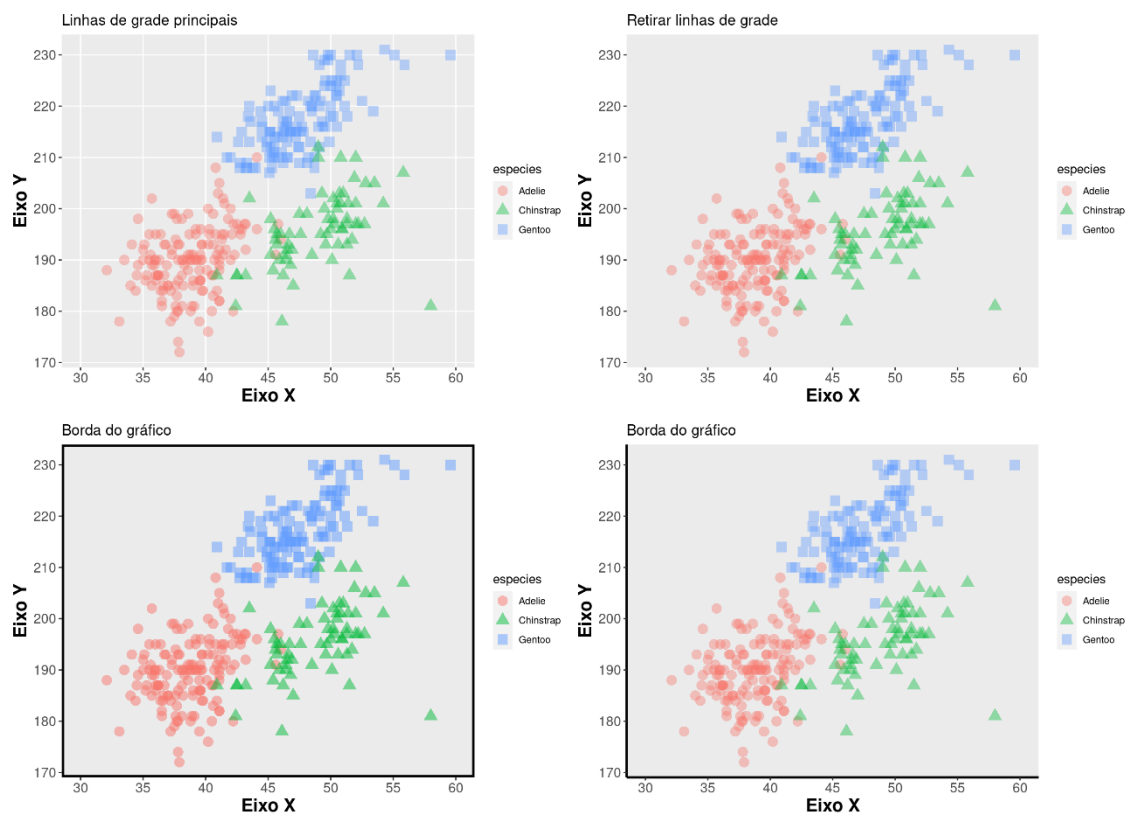 Linhas de grade principais
230
220
210
200
190
180
170
30 35 40 45 50 55 60
Eixo X
Eixo Y
especies
Adelie
Chinstrap
Gentoo
Retirar linhas de grade
230
220
210
200
190
180
170
30 35 40 45 50 55 60
Eixo X
Eixo Y
especies
Adelie
Chinstrap
Gentoo
Borda do gráfico
230
220
210
200
190
180
170
30 35 40 45 50 55 60
Eixo X
Eixo Y
especies
Adelie
Chinstrap
Gentoo
Borda do gráfico
230
220
210
200
190
180
170
30 35 40 45 50 55 60
Eixo X
Eixo Y
especies
Adelie
Chinstrap
Gentoo